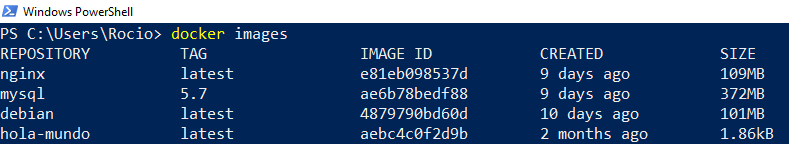 Windows PowerShell
PS C:\Users\Rocio> docker images
REPOSITORY TAG IMAGE ID CREATED SIZE
nginx latest e81eb098537d 9 days ago 109MB
mysql 5.7 ae6b78bedf88 9 days ago 372MB
debian latest 4879790bd60d 10 days ago 101MB
hola-mundo latest aebc4c0f2d9b 2 months ago 1.86kB